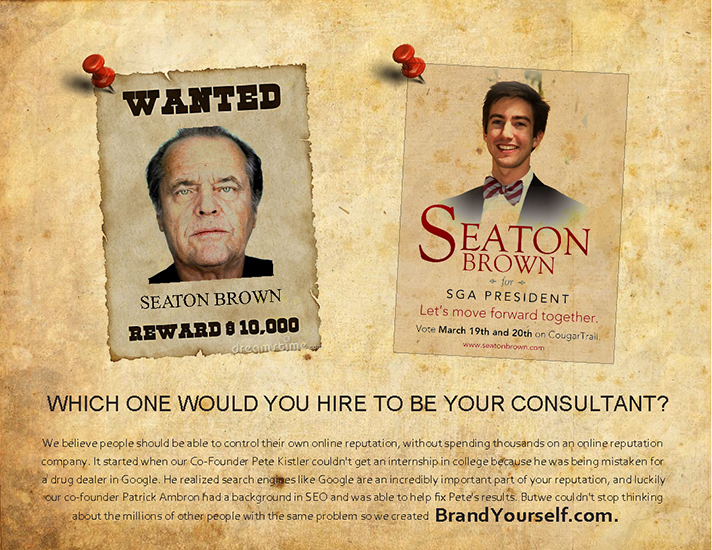 WANTED
SEATON BROWN
REWARD $ 10,000
dreamstime
SEATON
BROWN
for
SGA PRESIDENT
Let's move forward together.
Vote March 19th and 20th on CougarTrail.
www.seatonbrown.com
WHICH ONE WOULD YOU HIRE TO BE YOUR CONSULTANT?
We believe people should be able to control their own online reputation, without spending thousands on an online reputation
company. It started when our Co-Founder Pete Kistler couldn't get an internship in college because he was being mistaken for
a drug dealer in Google. He realized search engines like Google are an incredibly important part of your reputation, and luckily
our co-founder Patrick Ambron had a background in SEO and was able to help fix Pete's results. Butwe couldn't stop thinking
about the millions of other people with the same problem so we created BrandYourself.com.